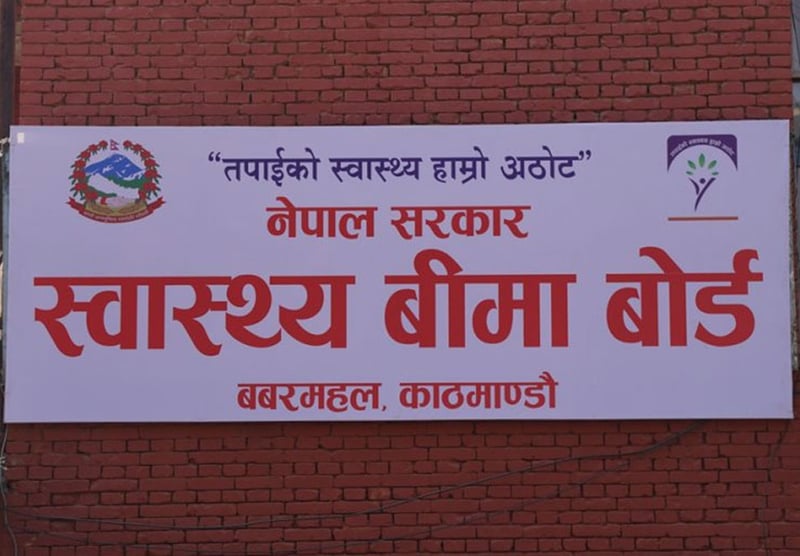 “तपाईको स्वास्थ्य हाम्रो अठोट”
नेपाल सरकार
स्वास्थ्य बीमा बोर्ड
बबरमहल, काठमाण्डौ